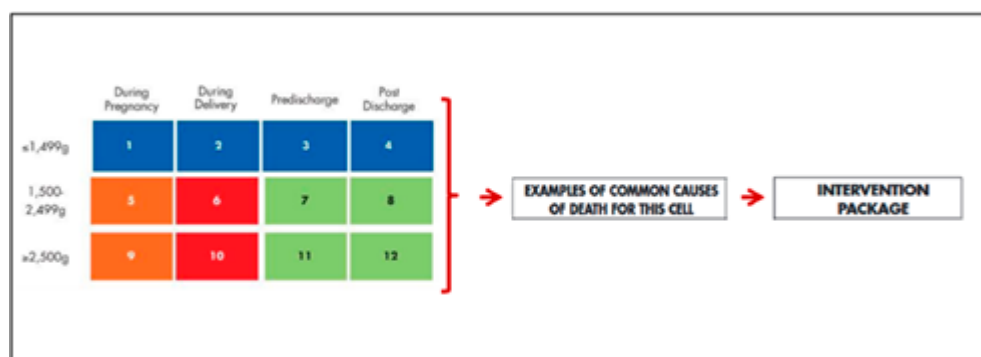 During Pregnancy
During Delivery
Predischarge
Post Discharge
≤1,499g
1
2
3
4
1,500-
2,499g
5
6
7
8
≥2,500g
9
10
11
12
EXAMPLES OF COMMON CAUSES
OF DEATH FOR THIS CELL
INTERVENTION
PACKAGE